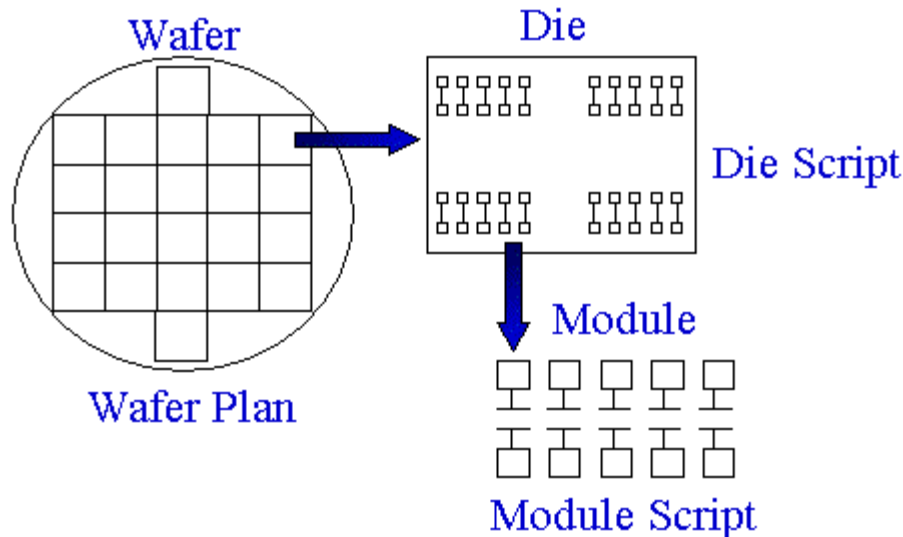 Wafer
Die
Die Script
Module
Wafer Plan
Module Script